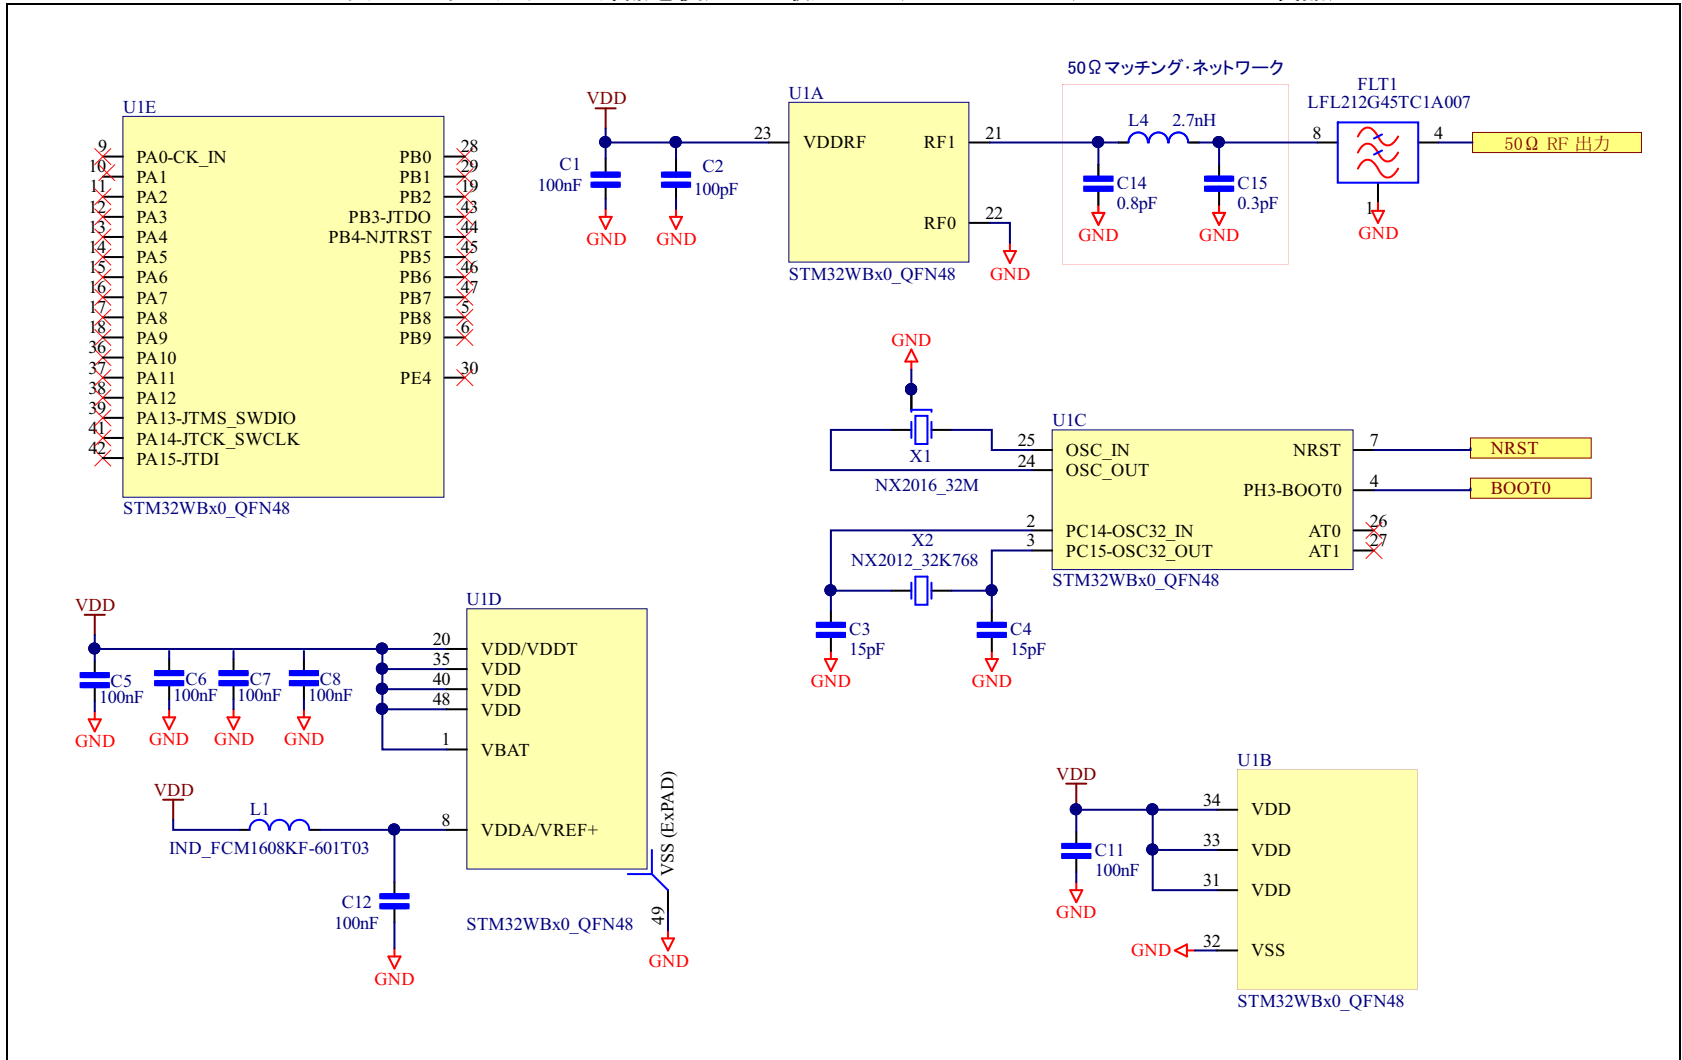 U1E
9 PA0-CK_IN
10 PA1
11 PA2
12 PA3
13 PA4
14 PA5
15 PA6
16 PA7
17 PA8
18 PA9
36 PA10
37 PA11
38 PA12
39 PA13-JTMS_SWDIO
41 PA14-JTCK_SWCLK
42 PA15-JTDI
PB0 28
PB1 29
PB2 19
PB3-JTDO 43
PB4-NJTRST 44
PB5 45
PB6 46
PB7 47
PB8 5
PB9 6
PE4 30
STM32WBx0_QFN48
VDD
C1
100nF
GND
C2
100pF
GND
U1A
23 VDDRF
RF1 21
RF0 22
GND
STM32WBx0_QFN48
50Ωマッチング・ネットワーク
L4 2.7nH
C14
0.8pF
GND
C15
0.3pF
GND
FLT1
LFL212G45TC1A007
8
4
1
GND
50Ω RF 出力
GND
X1
NX2016_32M
X2
NX2012_32K768
C3
15pF
GND
C4
15pF
GND
U1C
25 OSC_IN
24 OSC_OUT
2 PC14-OSC32_IN
3 PC15-OSC32_OUT
NRST 7
PH3-BOOT0 4
AT0 26
AT1 27
STM32WBx0_QFN48
NRST
BOOT0
VDD
C5
100nF
GND
C6
100nF
GND
C7
100nF
GND
C8
100nF
GND
U1D
20 VDD/VDDT
35 VDD
40 VDD
48 VDD
1 VBAT
8 VDDA/VREF+
VSS (ExPAD)
49
GND
STM32WBx0_QFN48
VDD
L1
IND_FCM1608KF-601T03
C12
100nF
GND
VDD
C11
100nF
GND
U1B
34 VDD
33 VDD
31 VDD
GND 32 VSS
STM32WBx0_QFN48